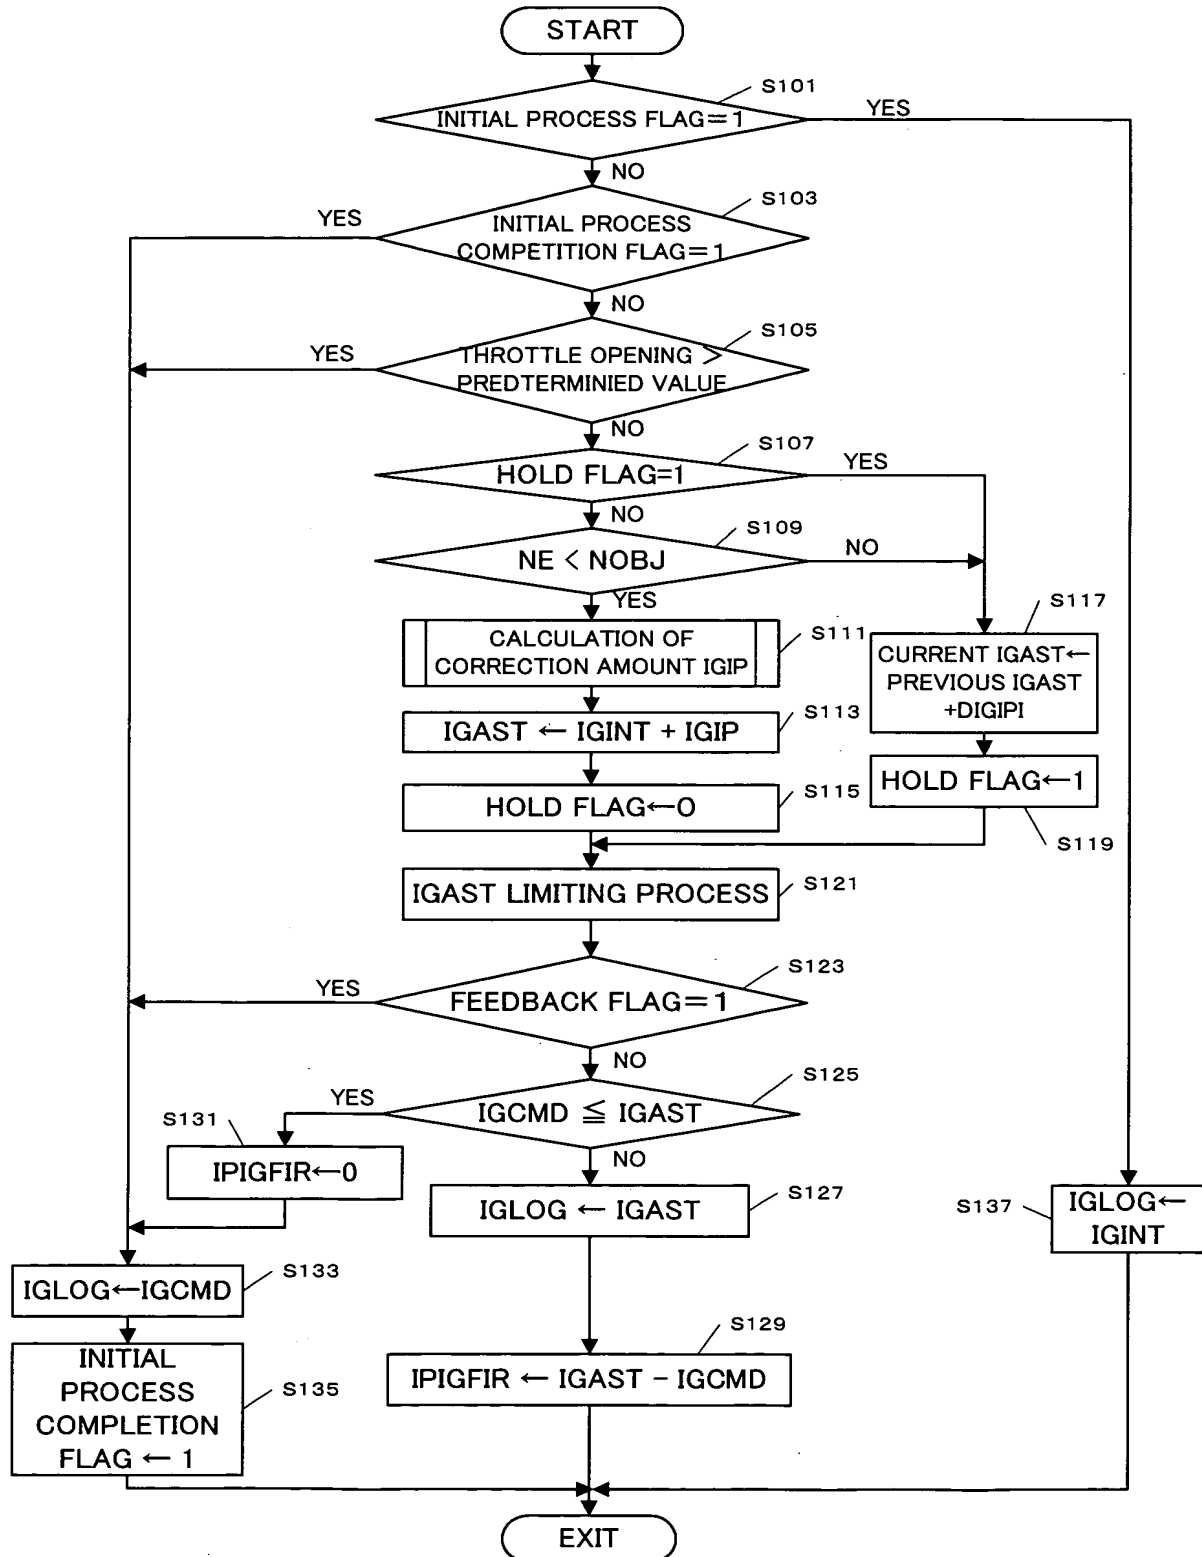 START
S101
INITIAL PROCESS FLAG=1
YES
NO
S103
YES
INITIAL PROCESS
COMPETITION FLAG=1
NO
S105
YES
THROTTLE OPENING >
PREDTERMINIED VALUE
NO
S107
HOLD FLAG=1
YES
NO
S109
NE < NOBJ
NO
YES
S117
CALCULATION OF
CORRECTION AMOUNT IGIP
S111
CURRENT IGAST←
PREVIOUS IGAST
+DIGIPI
IGAST ← IGINT + IGIP
S113
HOLD FLAG←0
S115
HOLD FLAG←1
S119
IGAST LIMITING PROCESS
S121
S123
YES
FEEDBACK FLAG=1
NO
S125
YES
IGCMD ≦ IGAST
S131
IPIGFIR←0
NO
IGLOG ← IGAST
S127
S137
IGLOG←
IGINT
IGLOG←IGCMD
S133
S129
INITIAL
PROCESS
COMPLETION
FLAG ← 1
S135
IPIGFIR ← IGAST − IGCMD
EXIT